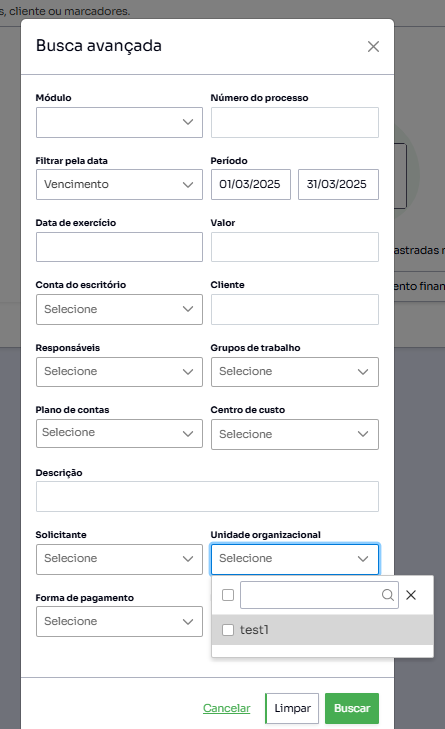 s, cliente ou marcadores.
Busca avançada
Módulo
Número do processo
Filtrar pela data
Período
Vencimento
01/03/2025
31/03/2025
Data de exercício
Valor
astradas n
Conta do escritório
Cliente
ento finan
Selecione
Responsáveis
Grupos de trabalho
Selecione
Selecione
Plano de contas
Centro de custo
Selecione
Selecione
Descrição
Solicitante
Unidade organizacional
Selecione
Selecione
Forma de pagamento
Selecione
test1
Cancelar
Limpar
Buscar